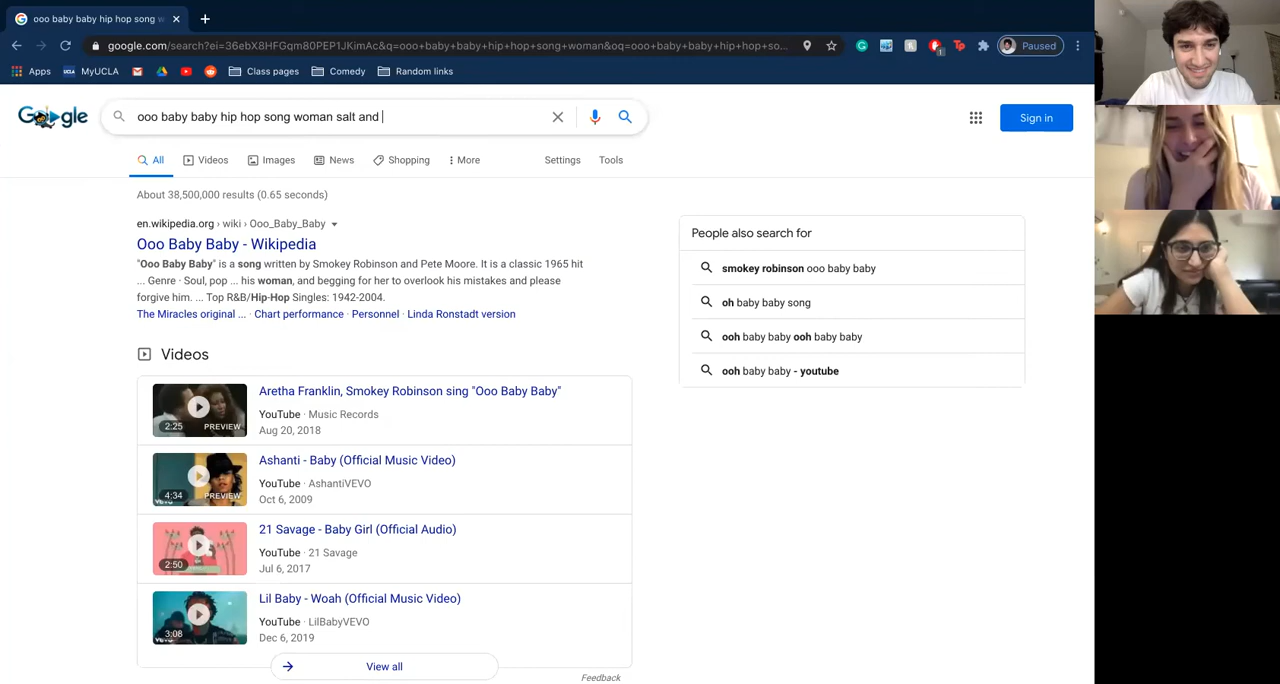 ooo baby baby hip hop song w
google.com/search?ei=36ebX8HFGqm80PEP1JKimAc&q=ooo+baby+baby+hip+hop+song+woman&oq=ooo+baby+baby+hip+hop+so...
Paused
Apps
UCLA MyUCLA
Class pages
Comedy
Random links
Google
ooo baby baby hip hop song woman salt and
Sign in
All
Videos
Images
News
Shopping
More
Settings
Tools
About 38,500,000 results (0.65 seconds)
en.wikipedia.org › wiki › Ooo_Baby_Baby
Ooo Baby Baby - Wikipedia
"Ooo Baby Baby" is a song written by Smokey Robinson and Pete Moore. It is a classic 1965 hit
... Genre · Soul, pop ... his woman, and begging for her to overlook his mistakes and please
forgive him. ... Top R&B/Hip-Hop Singles: 1942-2004.
The Miracles original ... · Chart performance · Personnel · Linda Ronstadt version
People also search for
smokey robinson ooo baby baby
oh baby baby song
ooh baby baby ooh baby baby
ooh baby baby - youtube
Videos
2:25
PREVIEW
Aretha Franklin, Smokey Robinson sing "Ooo Baby Baby"
YouTube · Music Records
Aug 20, 2018
4:34
PREVIEW
Ashanti - Baby (Official Music Video)
YouTube · AshantiVEVO
Oct 6, 2009
2:50
21 Savage - Baby Girl (Official Audio)
YouTube · 21 Savage
Jul 6, 2017
3:08
Lil Baby - Woah (Official Music Video)
YouTube · LilBabyVEVO
Dec 6, 2019
View all
Feedback